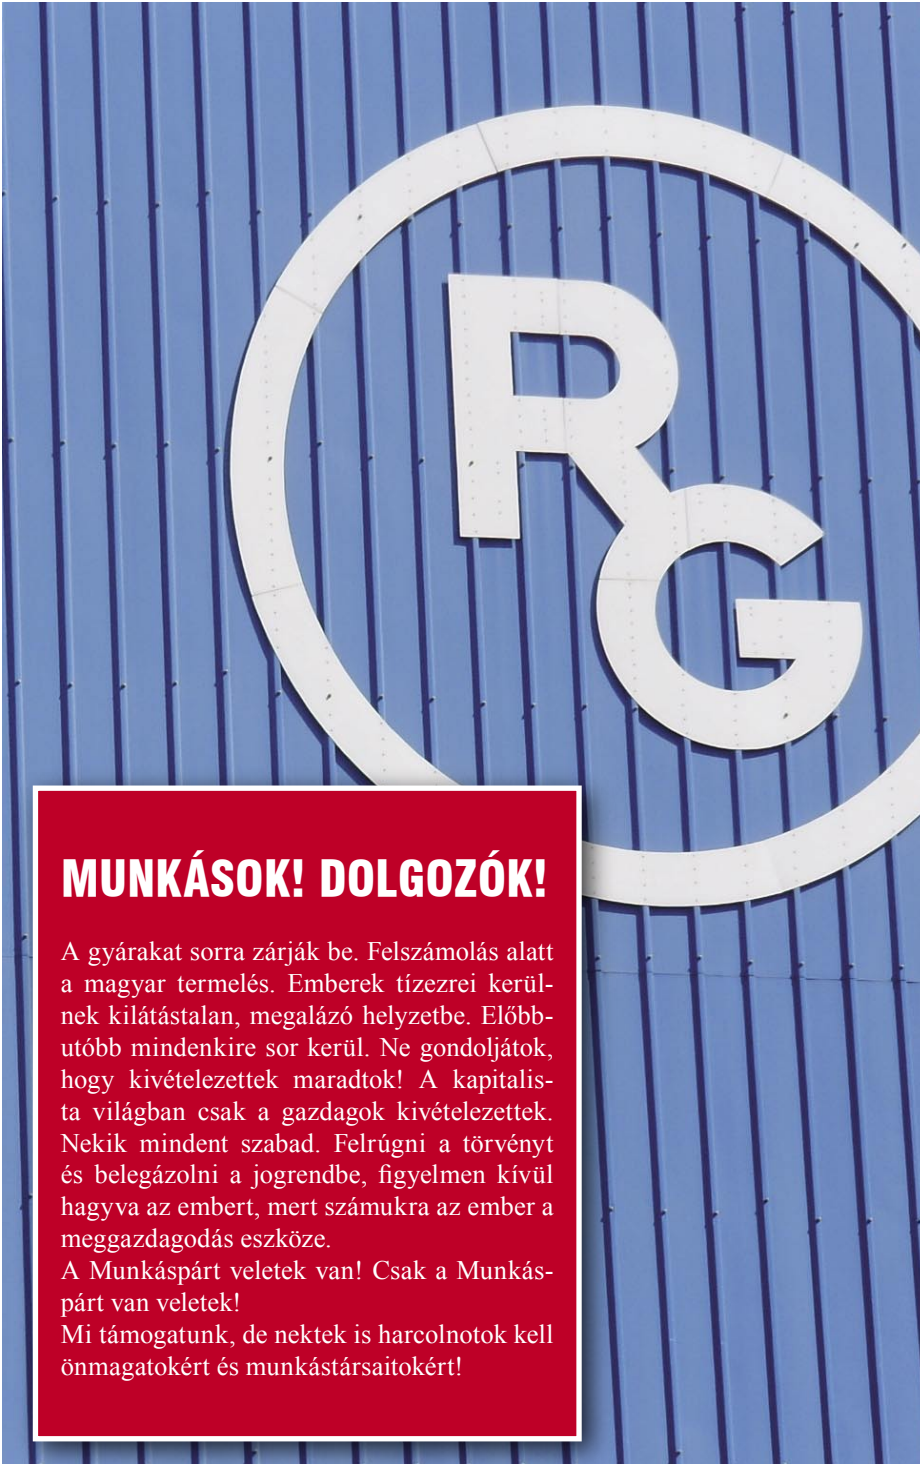 RG
MUNKÁSOK! DOLGOZÓK!
A gyárakat sorra zárják be. Felszámolás alatt
a magyar termelés. Emberek tízezrei kerül-
nek kilátástalan, megalázó helyzetbe. Előbb-
utóbb mindenkire sor kerül. Ne gondoljátok,
hogy kivételezettek maradtok! A kapitalis-
ta világban csak a gazdagok kivételezettek.
Nekik mindent szabad. Felrúgni a törvényt
és belegázolni a jogrendbe, figyelmen kívül
hagyva az embert, mert számukra az ember a
meggazdagodás eszköze.
A Munkáspárt veletek van! Csak a Munkás-
párt van veletek!
Mi támogatunk, de nektek is harcolnotok kell
önmagatokért és munkástársaitokért!